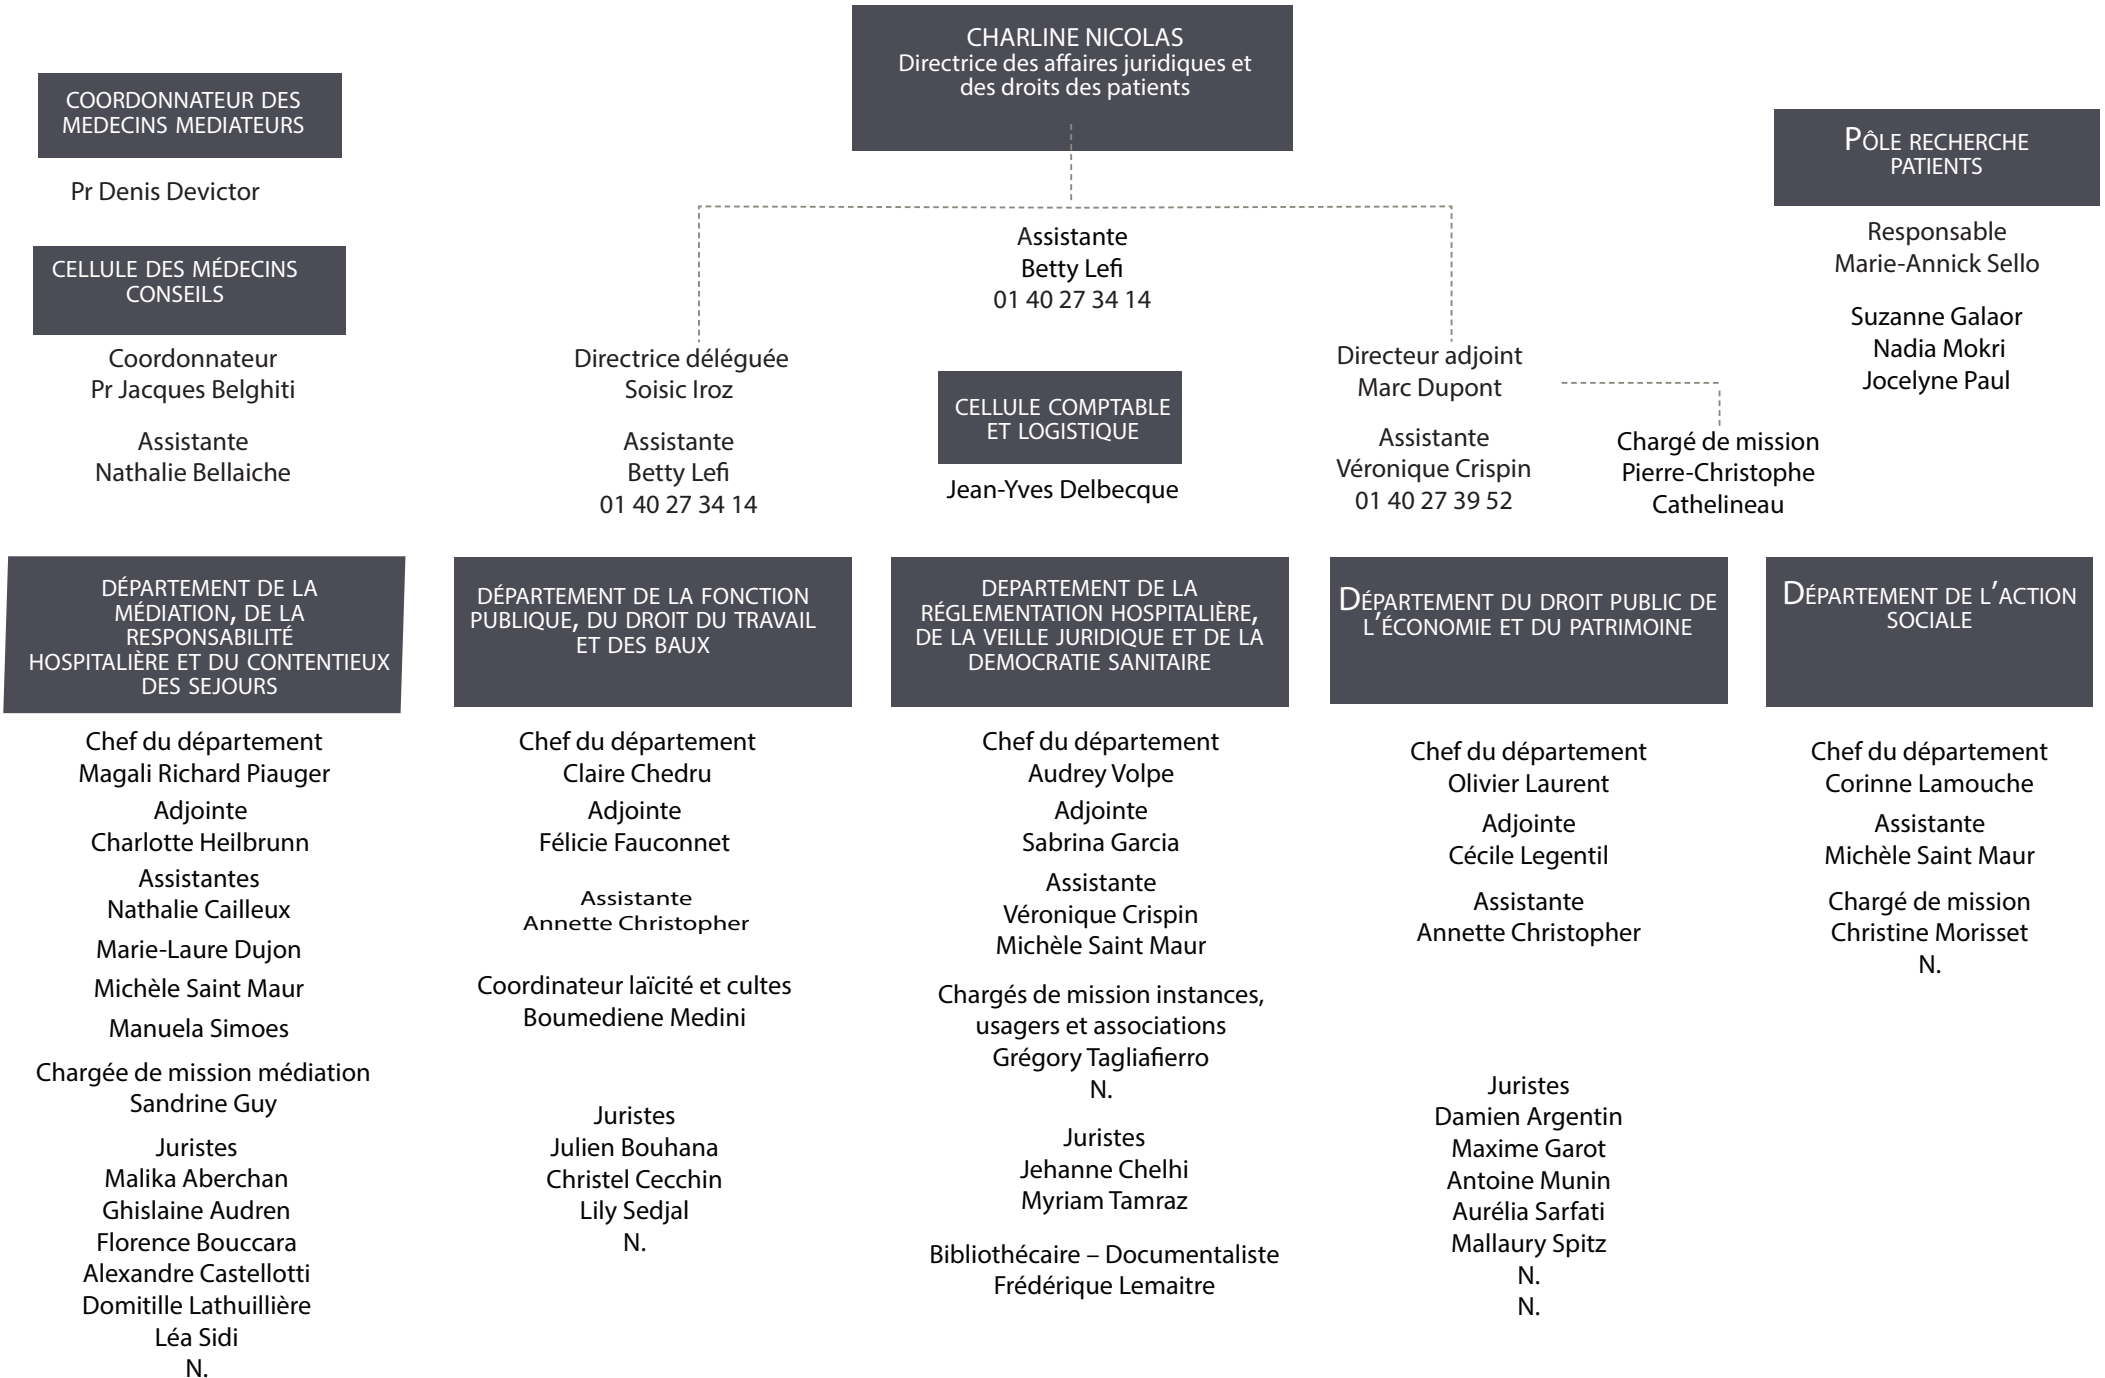 CHARLINE NICOLAS
Directrice des affaires juridiques et
des droits des patients
COORDONNATEUR DES
MEDECINS MEDIATEURS
Pr Denis Devictor
CELLULE DES MÉDECINS
CONSEILS
Coordonnateur
Pr Jacques Belghiti
Assistante
Nathalie Bellaiche
Assistante
Betty Lefi
01 40 27 34 14
Directrice déléguée
Soisic Iroz
Assistante
Betty Lefi
01 40 27 34 14
CELLULE COMPTABLE
ET LOGISTIQUE
Jean-Yves Delbecque
Directeur adjoint
Marc Dupont
Assistante
Véronique Crispin
01 40 27 39 52
Chargé de mission
Pierre-Christophe
Cathelineau
PÔLE RECHERCHE
PATIENTS
Responsable
Marie-Annick Sello
Suzanne Galaor
Nadia Mokri
Jocelyne Paul
DÉPARTEMENT DE LA
MÉDIATION, DE LA
RESPONSABILITÉ
HOSPITALIÈRE ET DU CONTENTIEUX
DES SEJOURS
Chef du département
Magali Richard Piauger
Adjointe
Charlotte Heilbrunn
Assistantes
Nathalie Cailleux
Marie-Laure Dujon
Michèle Saint Maur
Manuela Simoes
Chargée de mission médiation
Sandrine Guy
Juristes
Malika Aberchan
Ghislaine Audren
Florence Bouccara
Alexandre Castellotti
Domitille Lathuillière
Léa Sidi
N.
DÉPARTEMENT DE LA FONCTION
PUBLIQUE, DU DROIT DU TRAVAIL
ET DES BAUX
Chef du département
Claire Chedru
Adjointe
Félicie Fauconnet
Assistante
Annette Christopher
Coordinateur laïcité et cultes
Boumediene Medini
Juristes
Julien Bouhana
Christel Cecchin
Lily Sedjal
N.
DEPARTEMENT DE LA
RÉGLEMENTATION HOSPITALIÈRE,
DE LA VEILLE JURIDIQUE ET DE LA
DEMOCRATIE SANITAIRE
Chef du département
Audrey Volpe
Adjointe
Sabrina Garcia
Assistante
Véronique Crispin
Michèle Saint Maur
Chargés de mission instances,
usagers et associations
Grégory Tagliafierro
N.
Juristes
Jehanne Chelhi
Myriam Tamraz
Bibliothécaire – Documentaliste
Frédérique Lemaitre
DÉPARTEMENT DU DROIT PUBLIC DE
L'ÉCONOMIE ET DU PATRIMOINE
Chef du département
Olivier Laurent
Adjointe
Cécile Legentil
Assistante
Annette Christopher
Juristes
Damien Argentin
Maxime Garot
Antoine Munin
Aurélia Sarfati
Mallaury Spitz
N.
N.
DÉPARTEMENT DE L'ACTION
SOCIALE
Chef du département
Corinne Lamouche
Assistante
Michèle Saint Maur
Chargé de mission
Christine Morisset
N.